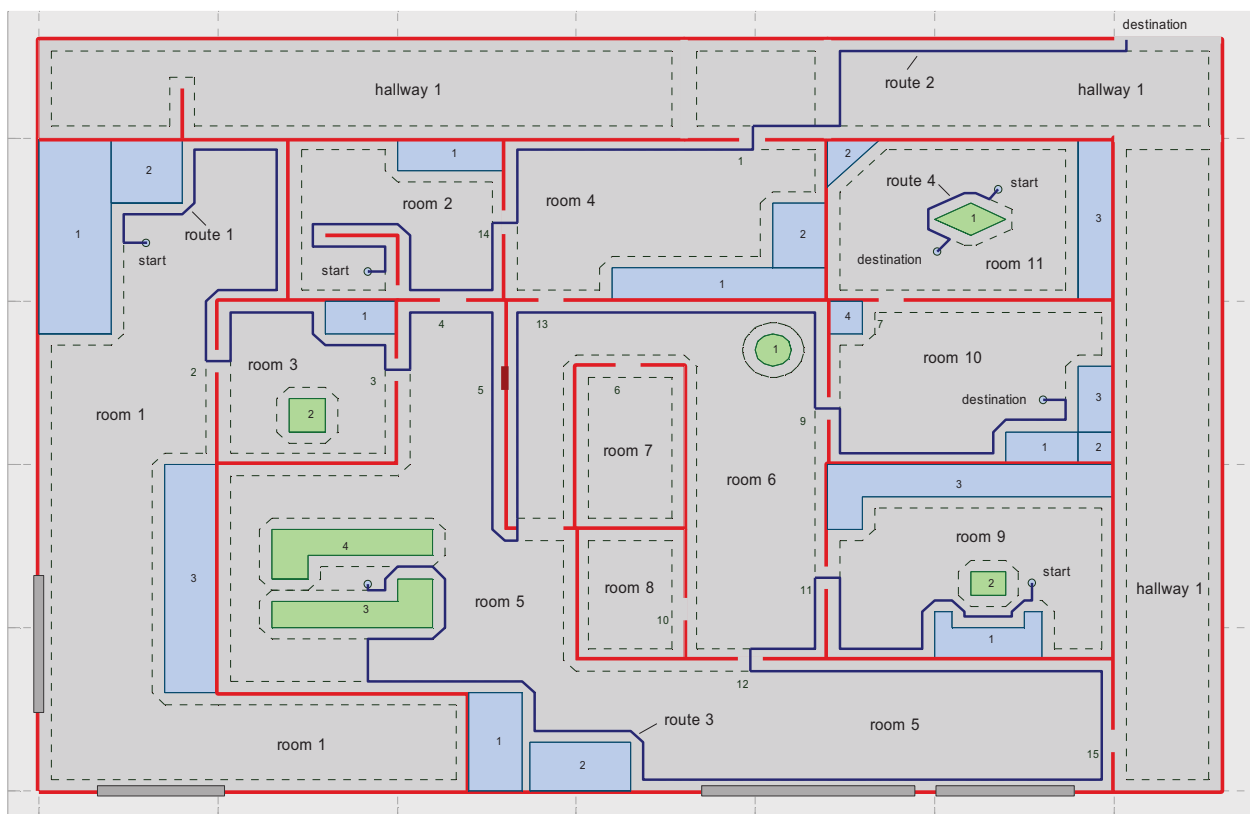 destination
hallway 1
route 2
hallway 1
2
1
room 2
14
1
room 4
1
2
1
2
route 4
start
1
destination
room 11
3
1
route 1
start
start
2
room 3
1
3
2
4
13
5
6
1
4
7
room 10
destination
3
1
2
9
room 1
room 7
room 6
3
room 9
start
2
1
11
4
3
room 5
room 8
10
3
12
hallway 1
room 1
1
2
route 3
room 5
15